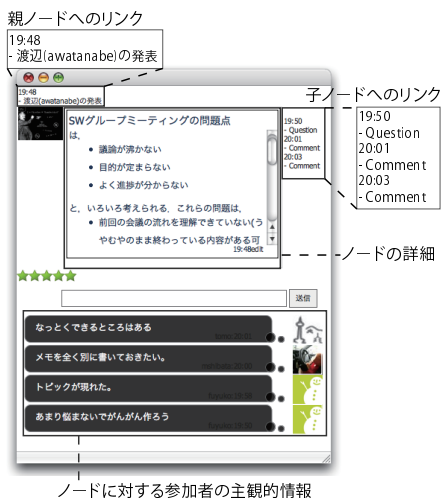 親ノードへのリンク
19:48
- 渡辺(awatanabe)の発表
19:48
- 渡辺(awatanabe)の発表
子ノードへのリンク
SWグループミーティングの問題点
は、
• 議論が沸かない
• 目的が定まらない
• よく進捗が分からない
と、いろいろ考えられる、これらの問題は、
• 前回の会議の流れを理解できていない(う
やむやのまま終わっている内容がある可
19:48edit
19:50
- Question
20:01
- Comment
20:03
- Comment
19:50
- Question
20:01
- Comment
20:03
- Comment
ノードの詳細
送信
なっとくできるところはある
メモを全く別に書いておきたい。
トピックが現れた。
あまり悩まないでがんがん作ろう
ノードに対する参加者の主観的情報